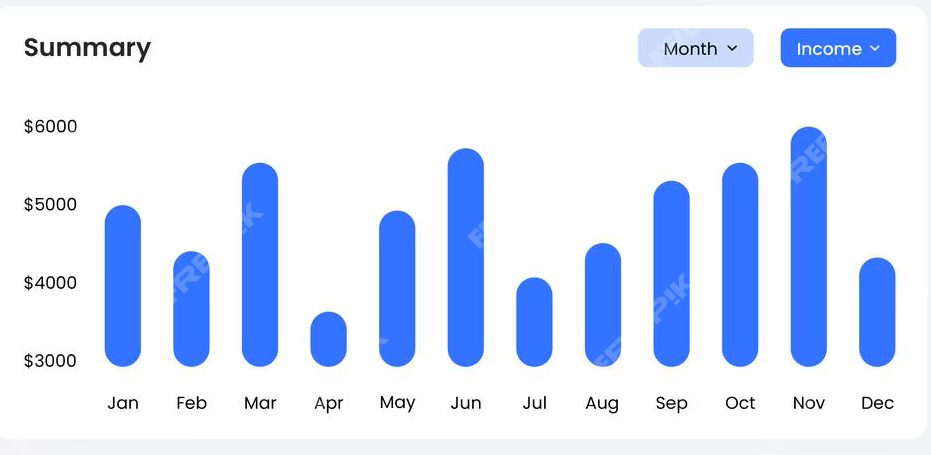 Summary
Month
Income
$6000
$5000
$4000
$3000
Jan Feb Mar Apr May Jun Jul Aug Sep Oct Nov Dec